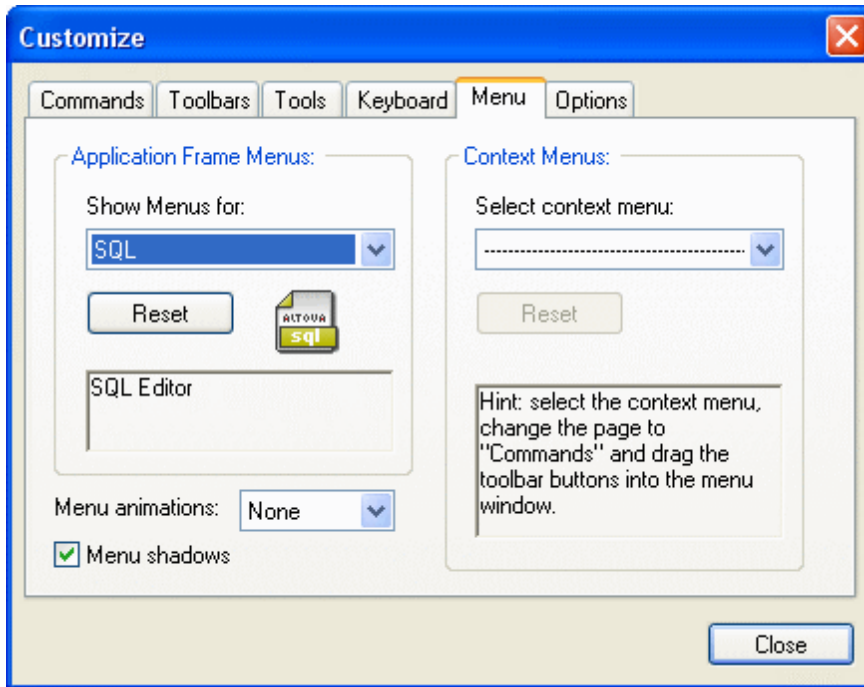 Customize
Commands Toolbars Tools Keyboard Menu Options
Application Frame Menus:
Show Menus for:
SQL
Reset
ALTOVA
sql
SQL Editor
Menu animations: None
Menu shadows
Context Menus:
Select context menu:
--------------------------------------------
Reset
Hint: select the context menu,
change the page to
"Commands" and drag the
toolbar buttons into the menu
window.
Close